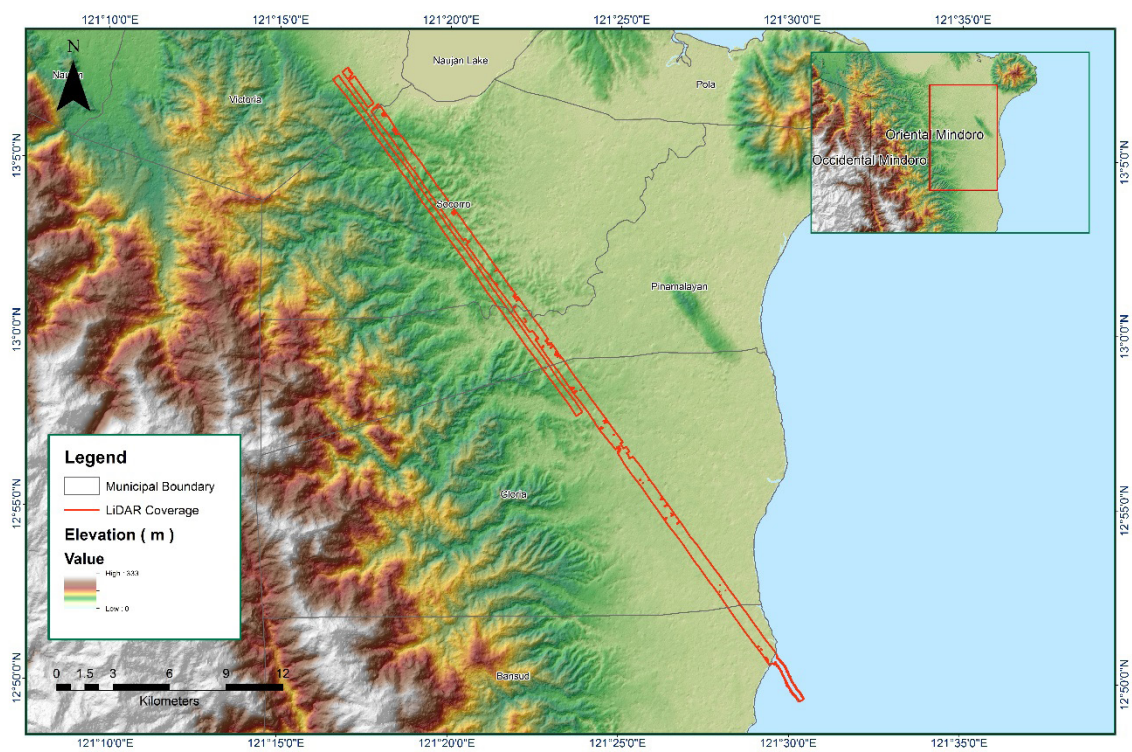 121°10'0"E 121°15'0"E 121°20'0"E 121°25'0"E 121°30'0"E 121°35'0"E
N
Naujan
Victoria
Naujan Lake
Pola
Oriental Mindoro
Occidental Mindoro
13°5'0"N 13°5'0"N
Socorro
Pinamalayan
13°0'0"N 13°0'0"N
Legend
Municipal Boundary
LiDAR Coverage
Elevation ( m )
Value
High : 333
Low : 0
Gloria
12°55'0"N 12°55'0"N
Bansud
0 1.5 3 6 9 12
Kilometers
12°50'0"N 12°50'0"N
121°10'0"E 121°15'0"E 121°20'0"E 121°25'0"E 121°30'0"E 121°35'0"E